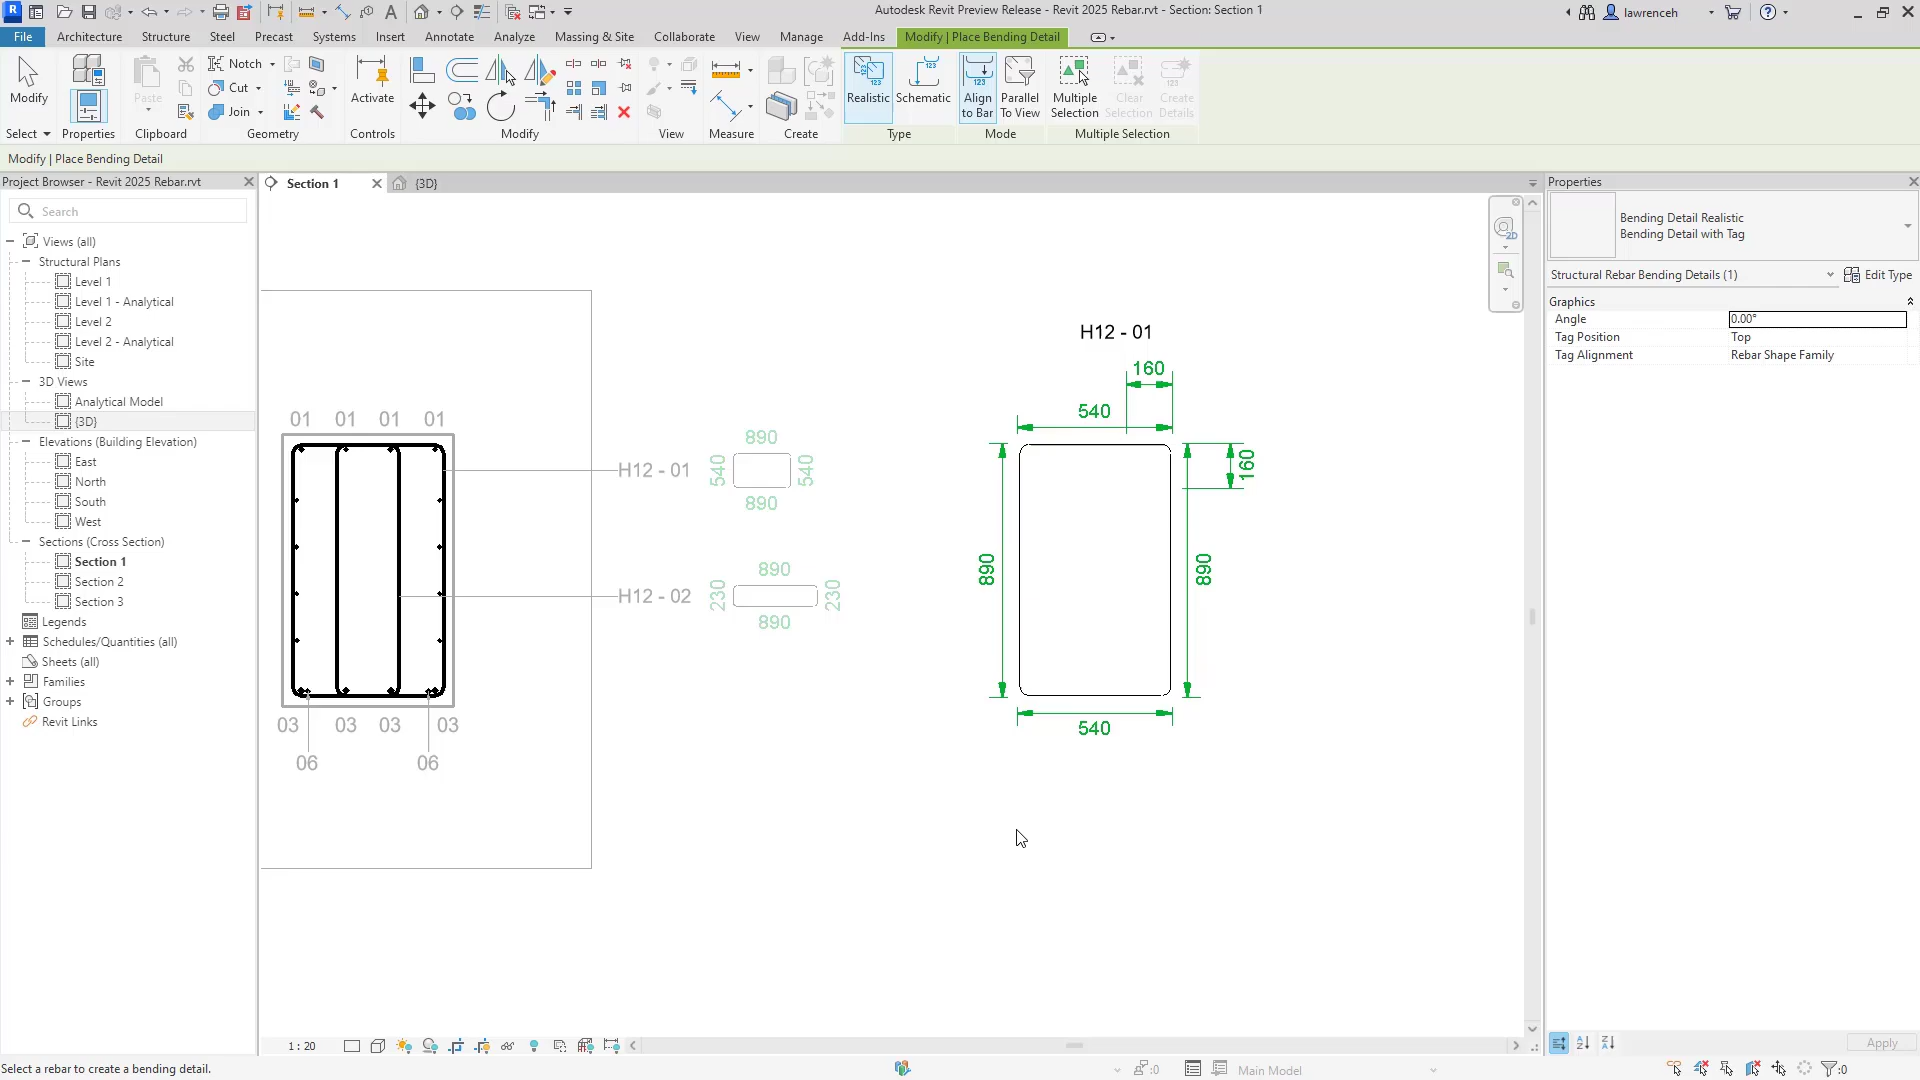 Autodesk Revit Preview Release - Revit 2025 Rebar.rvt - Section: Section 1
lawrenceh
File Architecture Structure Steel Precast Systems Insert Annotate Analyze Massing & Site Collaborate View Manage Add-Ins Modify | Place Bending Detail
Modify
Select
Properties
Paste
Clipboard
Notch
Cut
Join
Geometry
Activate
Controls
Modify
View
Measure
Create
Realistic
Schematic
Type
Align to Bar
Parallel To View
Mode
Multiple Selection
Clear Selection
Create Details
Multiple Selection
Modify | Place Bending Detail
Project Browser - Revit 2025 Rebar.rvt
Search
Views (all)
Structural Plans
Level 1
Level 1 - Analytical
Level 2
Level 2 - Analytical
Site
3D Views
Analytical Model
{3D}
Elevations (Building Elevation)
East
North
South
West
Sections (Cross Section)
Section 1
Section 2
Section 3
Legends
Schedules/Quantities (all)
Sheets (all)
Families
Groups
Revit Links
Section 1
{3D}
2D
01 01 01 01
03 03 03 03
06 06
H12 - 01
890
540 540
890
H12 - 02
890
230 230
890
H12 - 01
160
540
160
890 890
540
1 : 20
Properties
Bending Detail Realistic
Bending Detail with Tag
Structural Rebar Bending Details (1)
Edit Type
Graphics
Angle 0.00°
Tag Position Top
Tag Alignment Rebar Shape Family
Apply
Select a rebar to create a bending detail.
:0
Main Model
:0